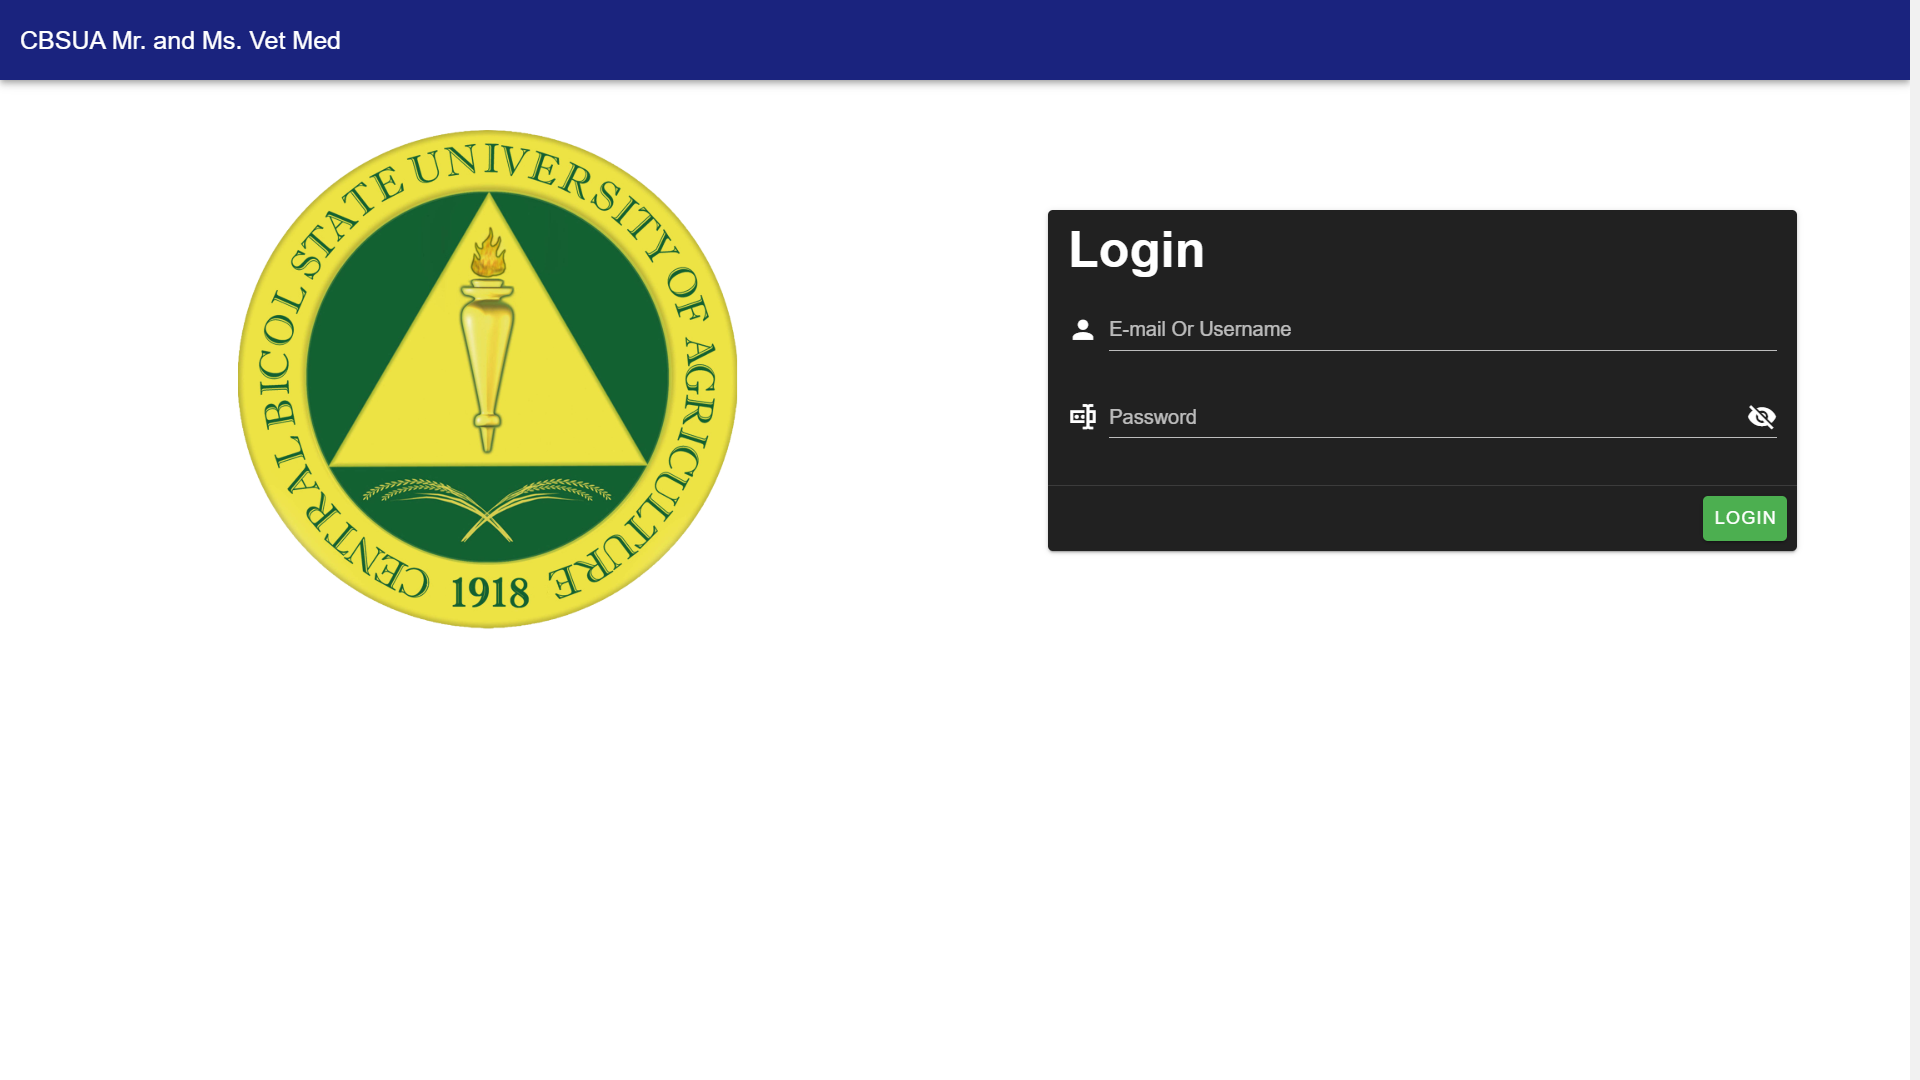 CBSUA Mr. and Ms. Vet Med
CENTRAL BICOL STATE UNIVERSITY OF AGRICULTURE
1918
Login
E-mail Or Username
Password
LOGIN